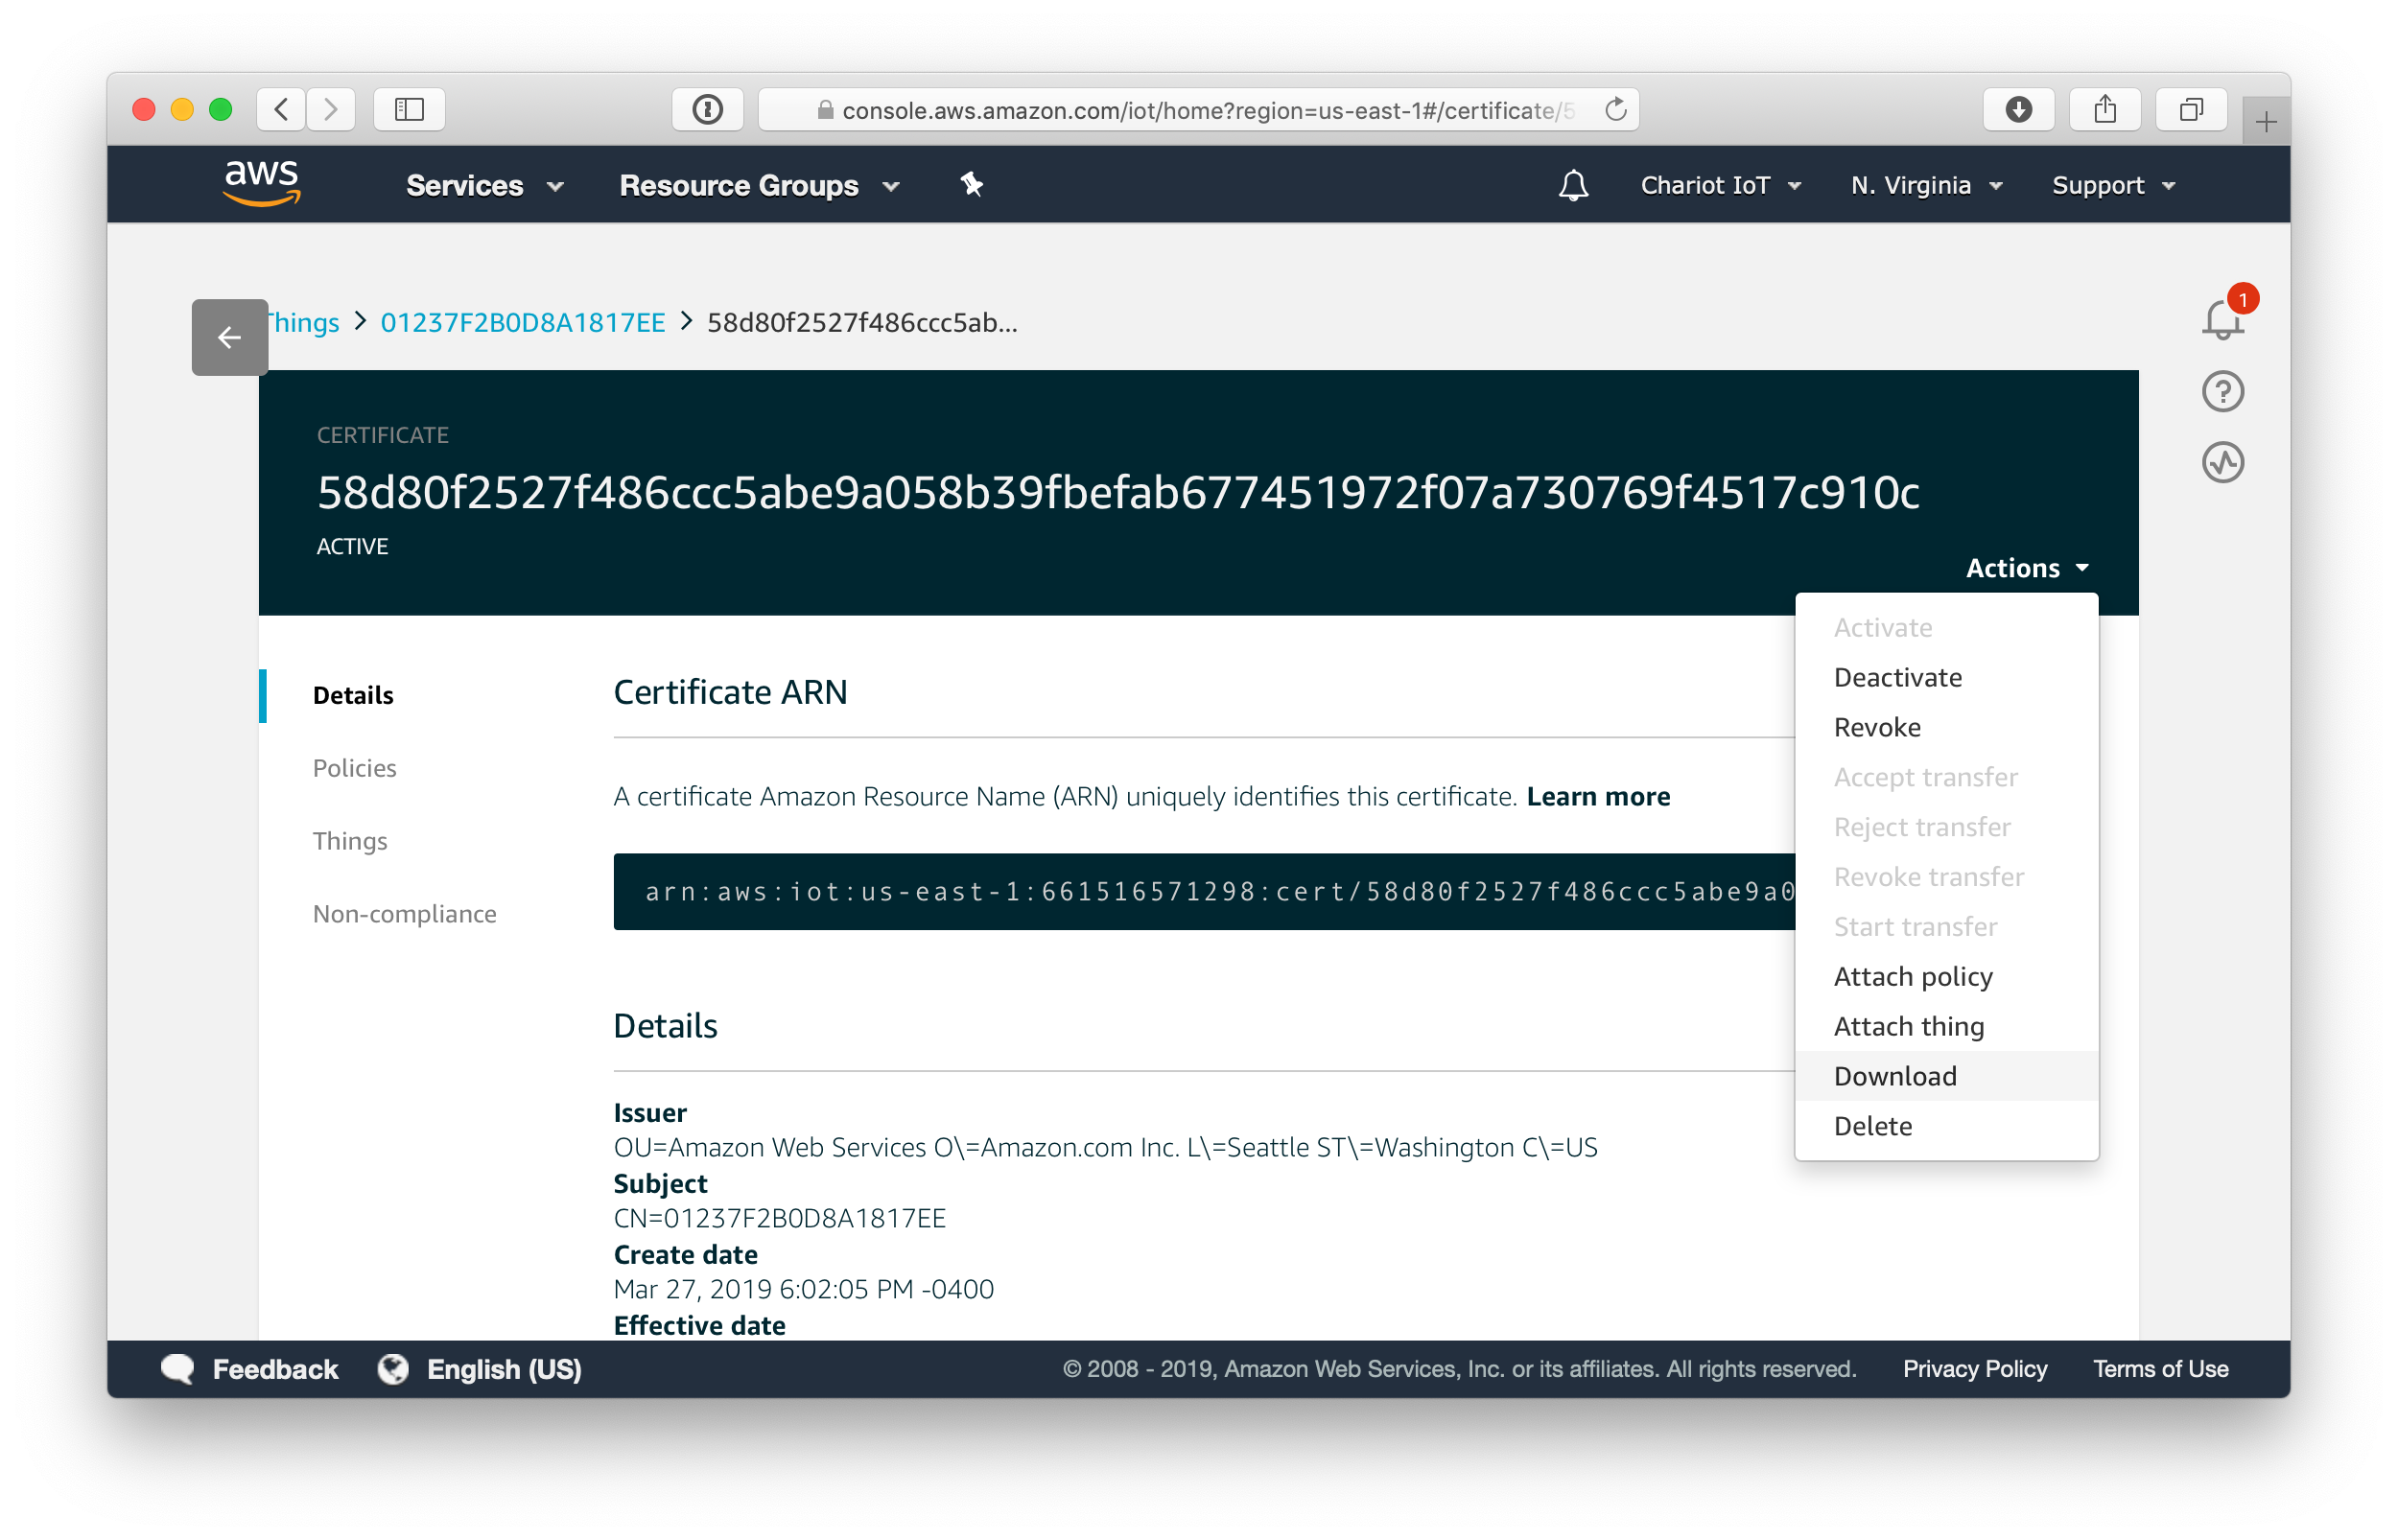 console.aws.amazon.com/iot/home?region=us-east-1#/certificate/5
aws Services Resource Groups Chariot IoT N. Virginia Support
Things > 01237F2B0D8A1817EE > 58d80f2527f486ccc5ab...
1
CERTIFICATE
58d80f2527f486ccc5abe9a058b39fbefab677451972f07a730769f4517c910c
ACTIVE
Actions
Activate
Deactivate
Revoke
Accept transfer
Reject transfer
Revoke transfer
Start transfer
Attach policy
Attach thing
Download
Delete
Details
Policies
Things
Non-compliance
Certificate ARN
A certificate Amazon Resource Name (ARN) uniquely identifies this certificate. Learn more
arn:aws:iot:us-east-1:661516571298:cert/58d80f2527f486ccc5abe9a0
Details
Issuer
OU=Amazon Web Services O\=Amazon.com Inc. L\=Seattle ST\=Washington C\=US
Subject
CN=01237F2B0D8A1817EE
Create date
Mar 27, 2019 6:02:05 PM -0400
Effective date
Feedback English (US) © 2008 - 2019, Amazon Web Services, Inc. or its affiliates. All rights reserved. Privacy Policy Terms of Use